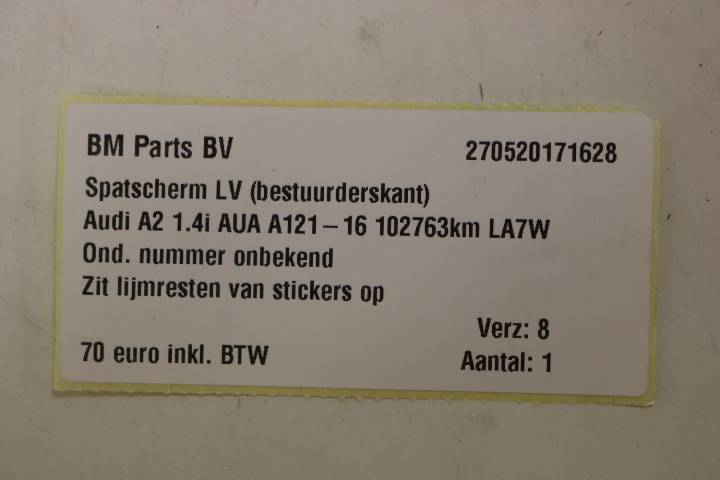 BM Parts BV 270520171628
Spatscherm LV (bestuurderskant)
Audi A2 1.4i AUA A121–16 102763km LA7W
Ond. nummer onbekend
Zit lijmresten van stickers op
Verz: 8
70 euro inkl. BTW Aantal: 1